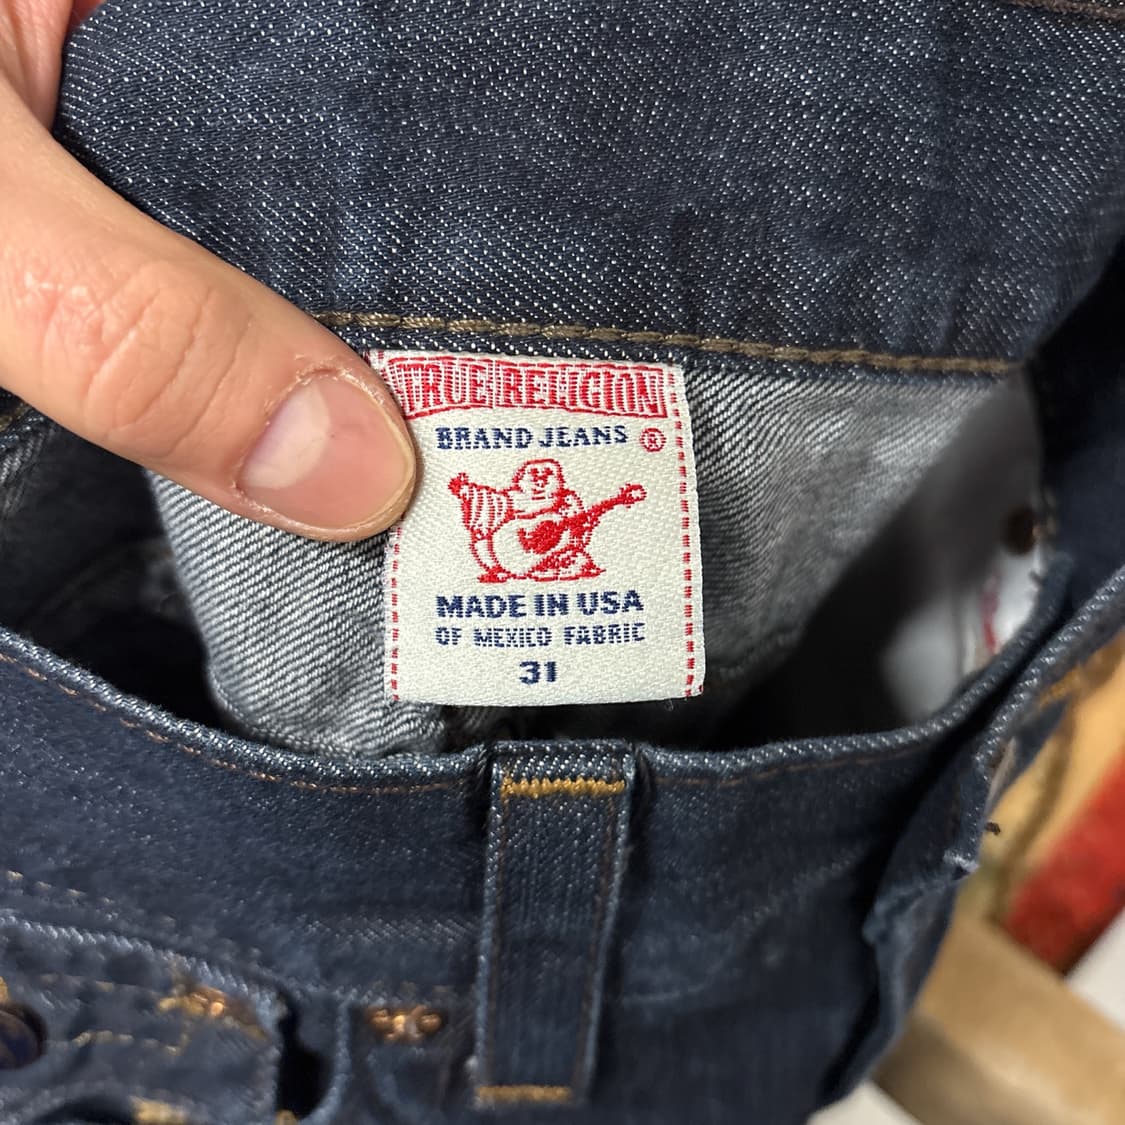 TRUE RELIGION
BRAND JEANS ®
MADE IN USA
OF MEXICO FABRIC
31